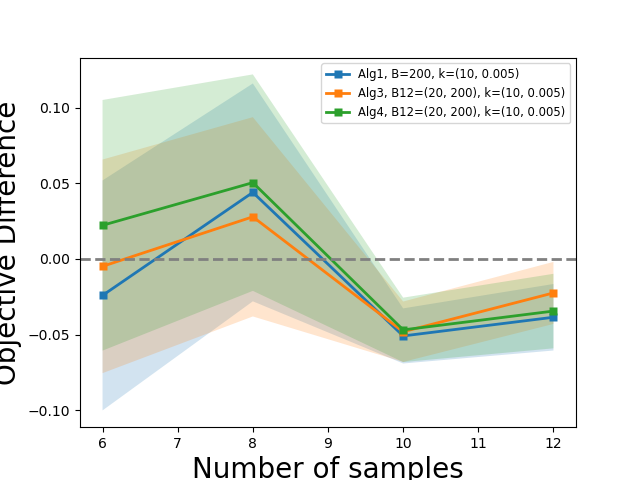 Alg1, B=200, k=(10, 0.005)
Alg3, B12=(20, 200), k=(10, 0.005)
Alg4, B12=(20, 200), k=(10, 0.005)
Objective Difference
0.10
0.05
0.00
−0.05
−0.10
6 7 8 9 10 11 12
Number of samples